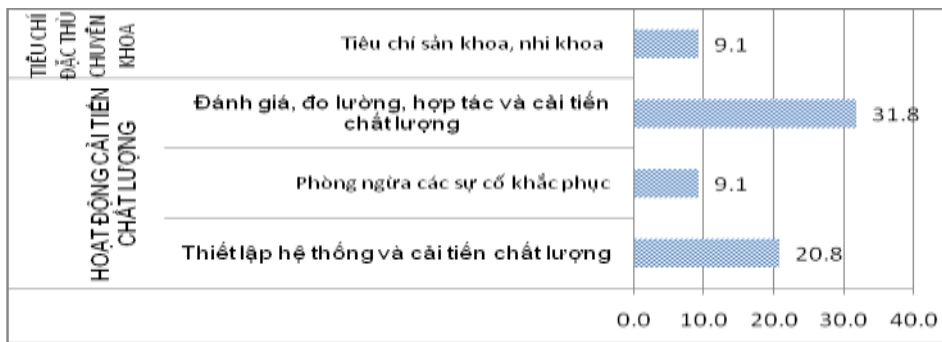 TIÊU CHÍ
ĐẶC THÙ
CHUYÊN
KHOA
Tiêu chí sản khoa, nhi khoa
9.1
HOẠT ĐỘNG CẢI TIẾN
CHẤT LƯỢNG
Đánh giá, đo lường, hợp tác và cải tiến
chất lượng
31.8
Phòng ngừa các sự cố khắc phục
9.1
Thiết lập hệ thống và cải tiến chất lượng
20.8
0.0 10.0 20.0 30.0 40.0